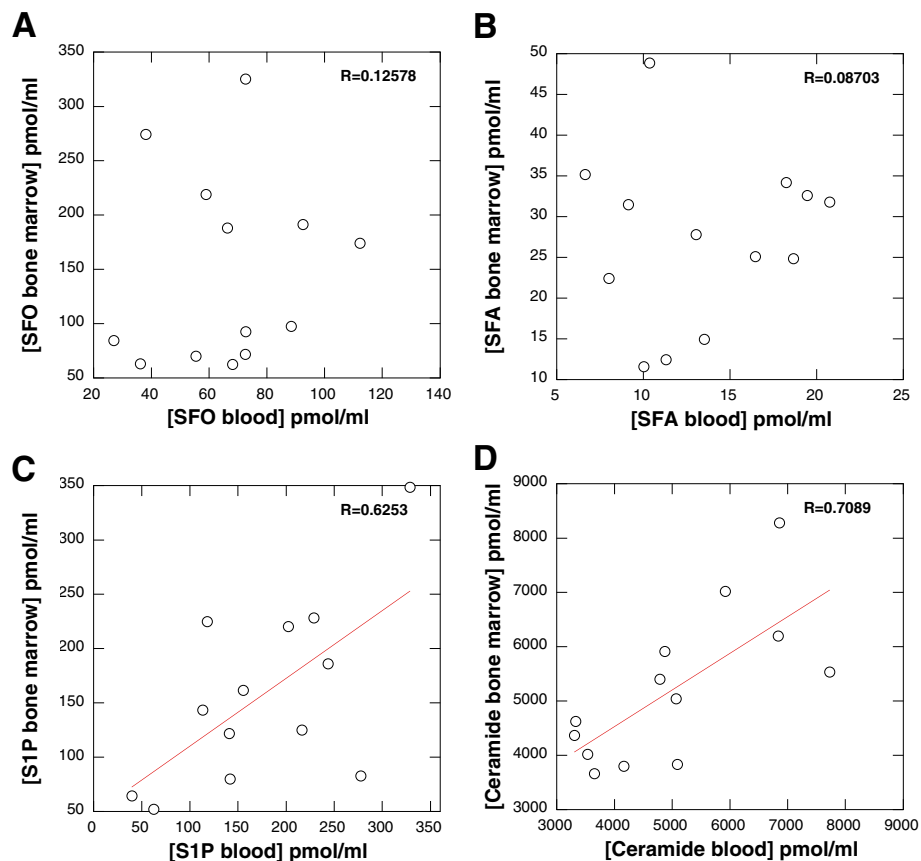 A
B
350
300
250
200
150
100
50
[SFO bone marrow] pmol/ml
R=0.12578
20 40 60 80 100 120 140
[SFO blood] pmol/ml
50
45
40
35
30
25
20
15
10
[SFA bone marrow] pmol/ml
R=0.08703
5 10 15 20 25
[SFA blood] pmol/ml
C
D
350
300
250
200
150
100
50
[S1P bone marrow] pmol/ml
R=0.6253
0 50 100 150 200 250 300 350
[S1P blood] pmol/ml
9000
8000
7000
6000
5000
4000
3000
[Ceramide bone marrow] pmol/ml
R=0.7089
3000 4000 5000 6000 7000 8000 9000
[Ceramide blood] pmol/ml